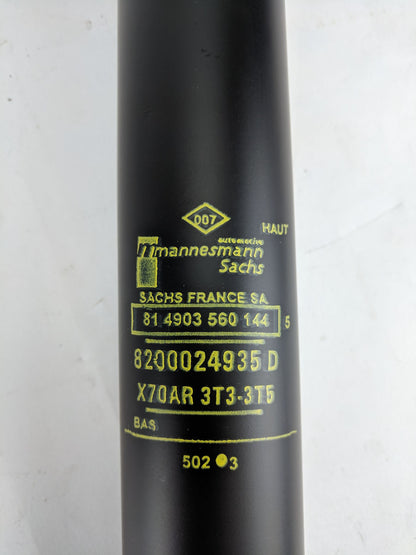 007
HAUT
automotive
mannesmann
Sachs
SACHS FRANCE SA
81 4903 560 144 5
8200024935 D
X70AR 3T3-3T5
BAS
502 3